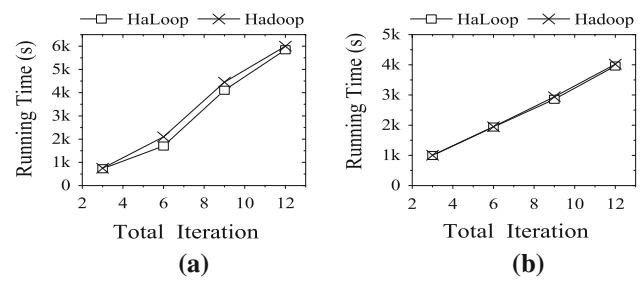 HaLoop Hadoop
6k
5k
4k
3k
2k
1k
0
2 4 6 8 10 12
Running Time (s)
Total Iteration
(a)
HaLoop Hadoop
5k
4k
3k
2k
1k
0
2 4 6 8 10 12
Running Time (s)
Total Iteration
(b)